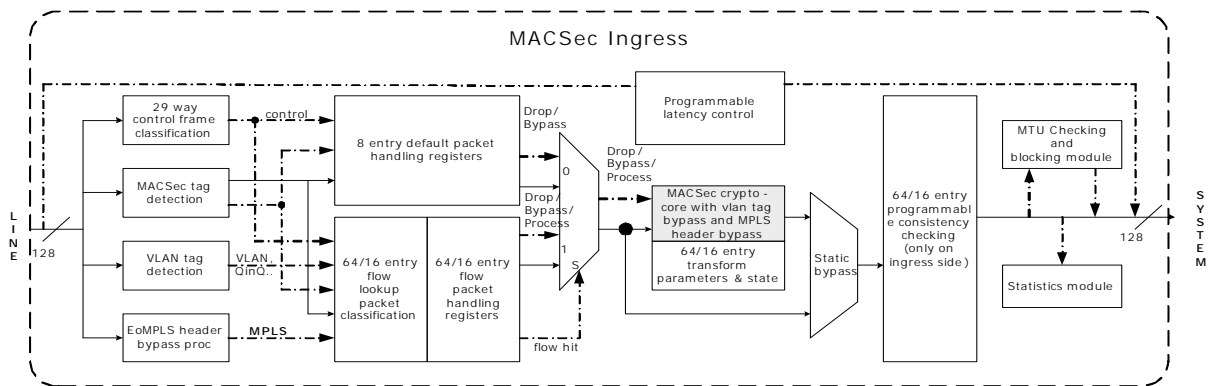 MACSec Ingress
29 way
control frame
classification
control
MACSec tag
detection
VLAN tag
detection
VLAN,
QinQ..
EoMPLS header
bypass proc
MPLS
L
I
N
E
128
8 entry default packet
handling registers
64/16 entry
flow
lookup
packet
classification
64/16 entry
flow
packet
handling
registers
Drop/
Bypass
Drop/
Bypass/
Process
0
1
S
flow hit
Drop/
Bypass/
Process
Programmable
latency control
MACSec crypto -
core with vlan tag
bypass and MPLS
header bypass
64/16 entry
transform
parameters & state
Static
bypass
64/16 entry
programmabl
e consistency
checking
(only on
ingress side)
MTU Checking
and
blocking module
Statistics module
128
S
Y
S
T
E
M